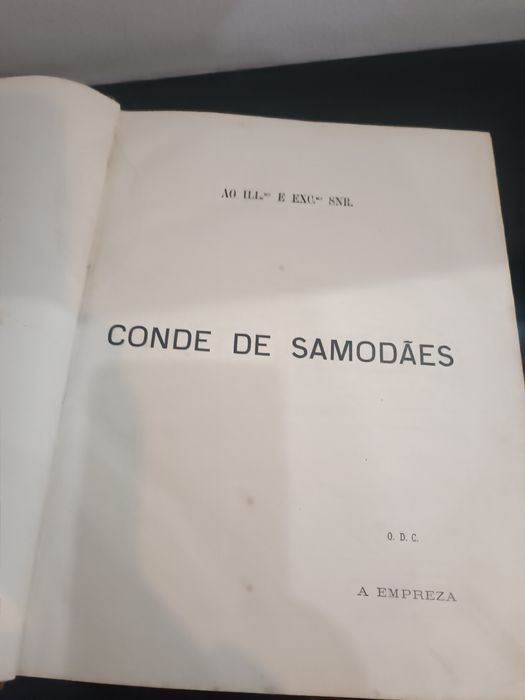 AO ILL.mo E EXC.mo SNR.
CONDE DE SAMODÃES
O. D. C.
A EMPREZA